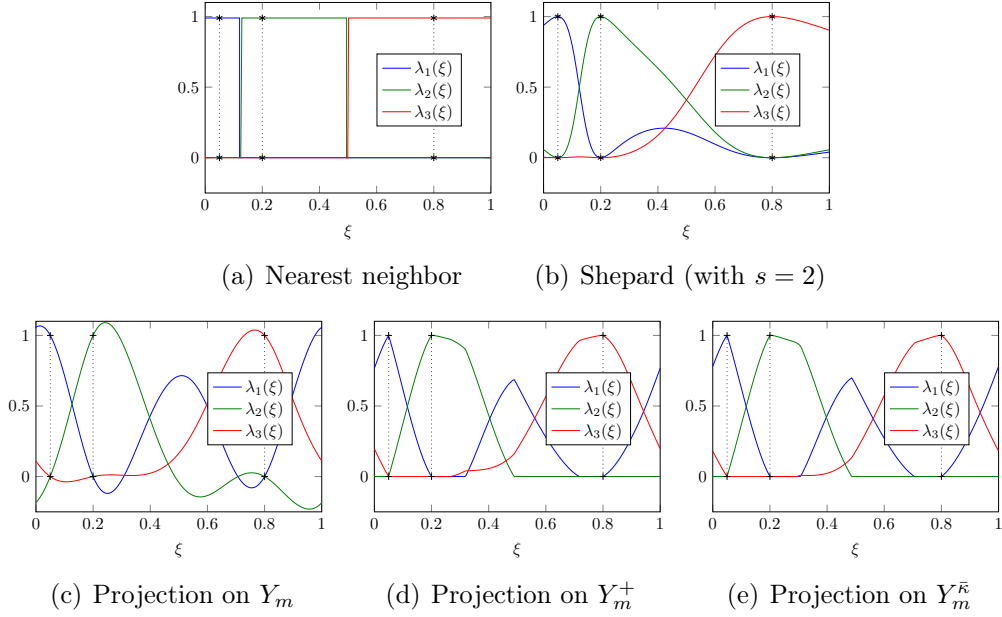 1
0.5
0
0 0.2 0.4 0.6 0.8 1
ξ
λ₁(ξ)
λ₂(ξ)
λ₃(ξ)
(a) Nearest neighbor
1
0.5
0
0 0.2 0.4 0.6 0.8 1
ξ
λ₁(ξ)
λ₂(ξ)
λ₃(ξ)
(b) Shepard (with s = 2)
1
0.5
0
0 0.2 0.4 0.6 0.8 1
ξ
λ₁(ξ)
λ₂(ξ)
λ₃(ξ)
(c) Projection on Yₘ
1
0.5
0
0 0.2 0.4 0.6 0.8 1
ξ
λ₁(ξ)
λ₂(ξ)
λ₃(ξ)
(d) Projection on Yₘ⁺
1
0.5
0
0 0.2 0.4 0.6 0.8 1
ξ
λ₁(ξ)
λ₂(ξ)
λ₃(ξ)
(e) Projection on Yₘ^κ̄